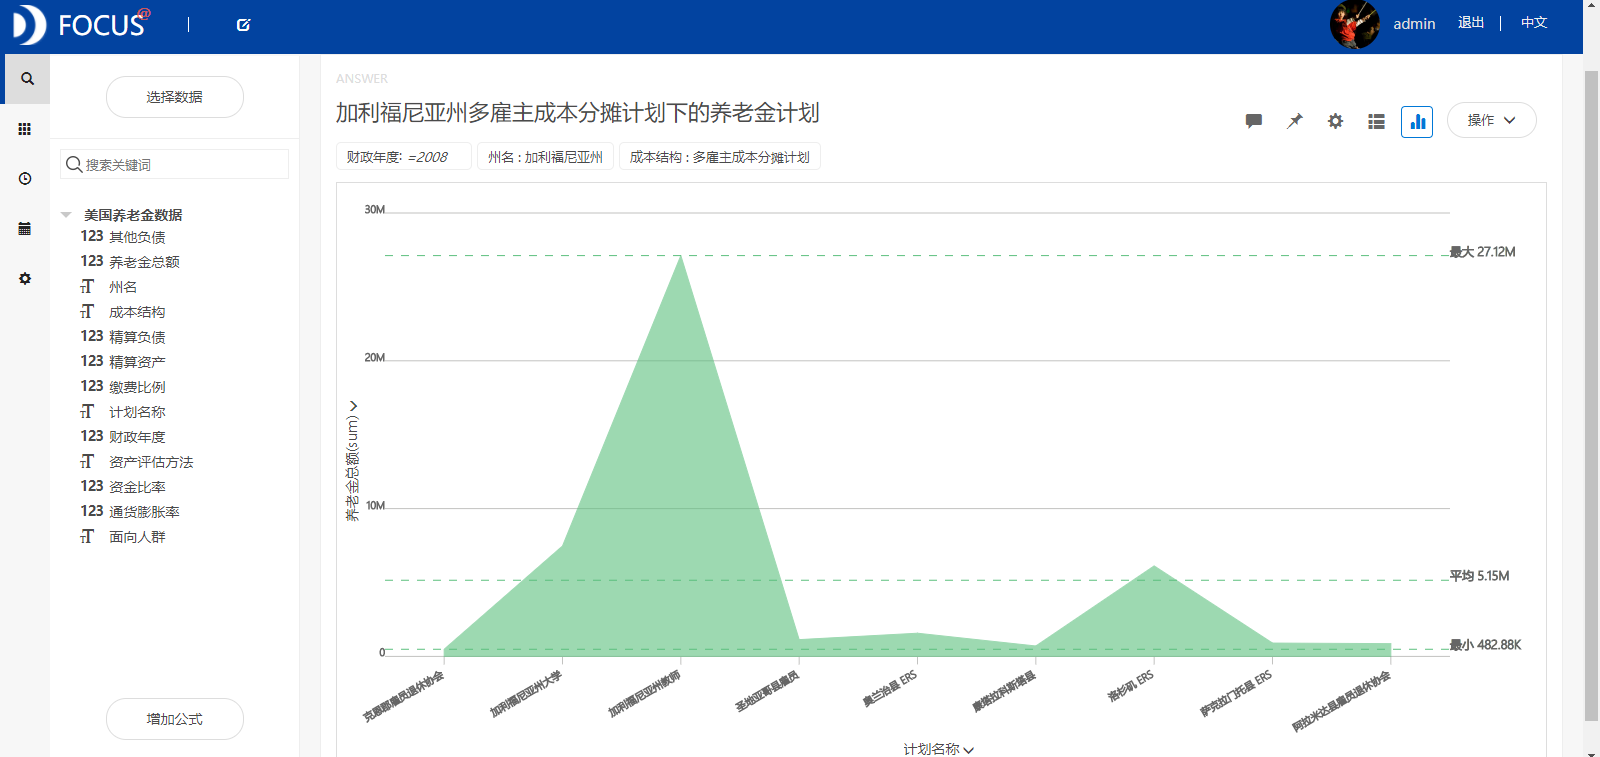 FOCUS@
admin
退出
中文
选择数据
搜索关键词
美国养老金数据
123 其他负债
123 养老金总额
TT 州名
TT 成本结构
123 精算负债
123 精算资产
123 缴费比例
TT 计划名称
123 财政年度
TT 资产评估方法
123 资金比率
123 通货膨胀率
TT 面向人群
增加公式
ANSWER
加利福尼亚州多雇主成本分摊计划下的养老金计划
操作
财政年度: =2008
州名 : 加利福尼亚州
成本结构 : 多雇主成本分摊计划
养老金总额(sum)
30M
20M
10M
0
最大 27.12M
平均 5.15M
最小 482.88K
克恩郡雇员退休协会
加利福尼亚州大学
加利福尼亚州教师
圣地亚哥县雇员
奥兰治县 ERS
康塔拉科斯塔县
洛杉矶 ERS
萨克拉门托县 ERS
阿拉米达县雇员退休协会
计划名称